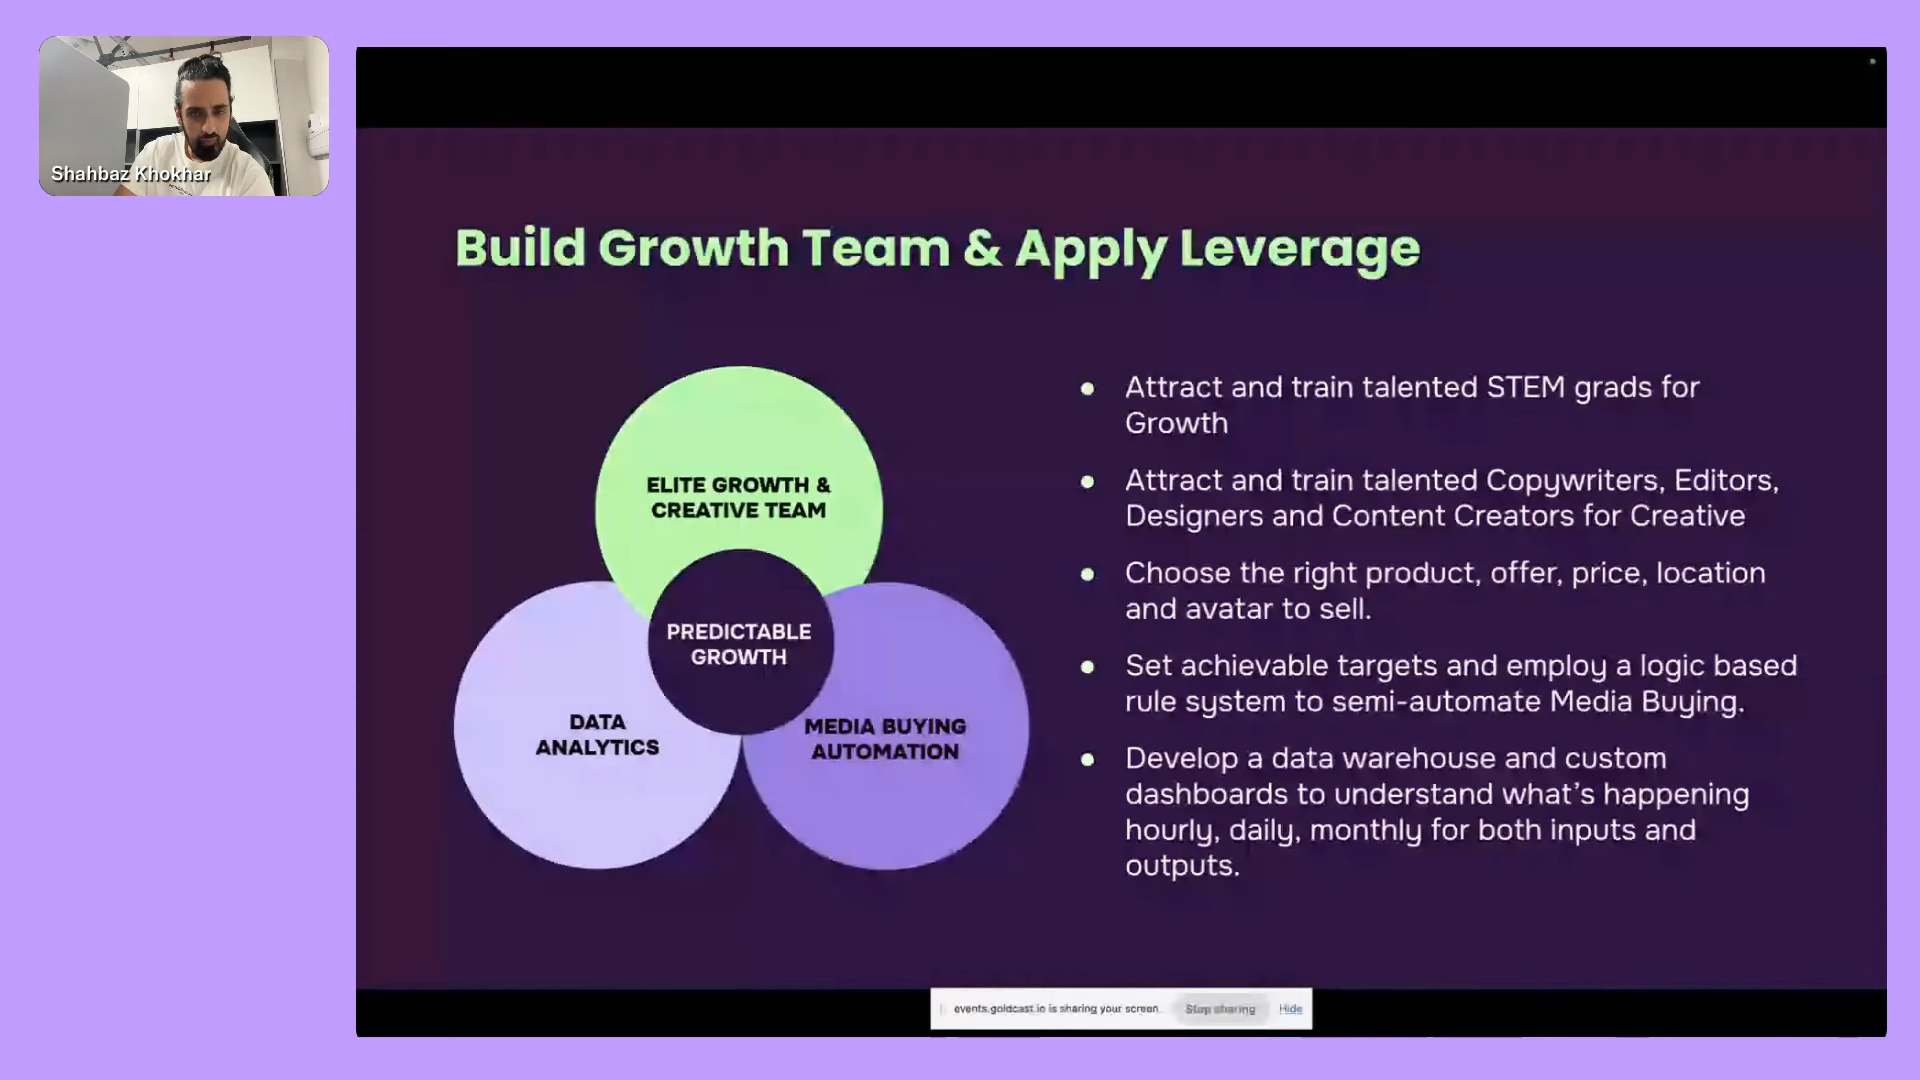 Shahbaz Khokhar
Build Growth Team & Apply Leverage
ELITE GROWTH &
CREATIVE TEAM
PREDICTABLE
GROWTH
DATA
ANALYTICS
MEDIA BUYING
AUTOMATION
• Attract and train talented STEM grads for
Growth
• Attract and train talented Copywriters, Editors,
Designers and Content Creators for Creative
• Choose the right product, offer, price, location
and avatar to sell.
• Set achievable targets and employ a logic based
rule system to semi-automate Media Buying.
• Develop a data warehouse and custom
dashboards to understand what's happening
hourly, daily, monthly for both inputs and
outputs.
events.goldcast.io is sharing your screen.
Stop sharing
Hide